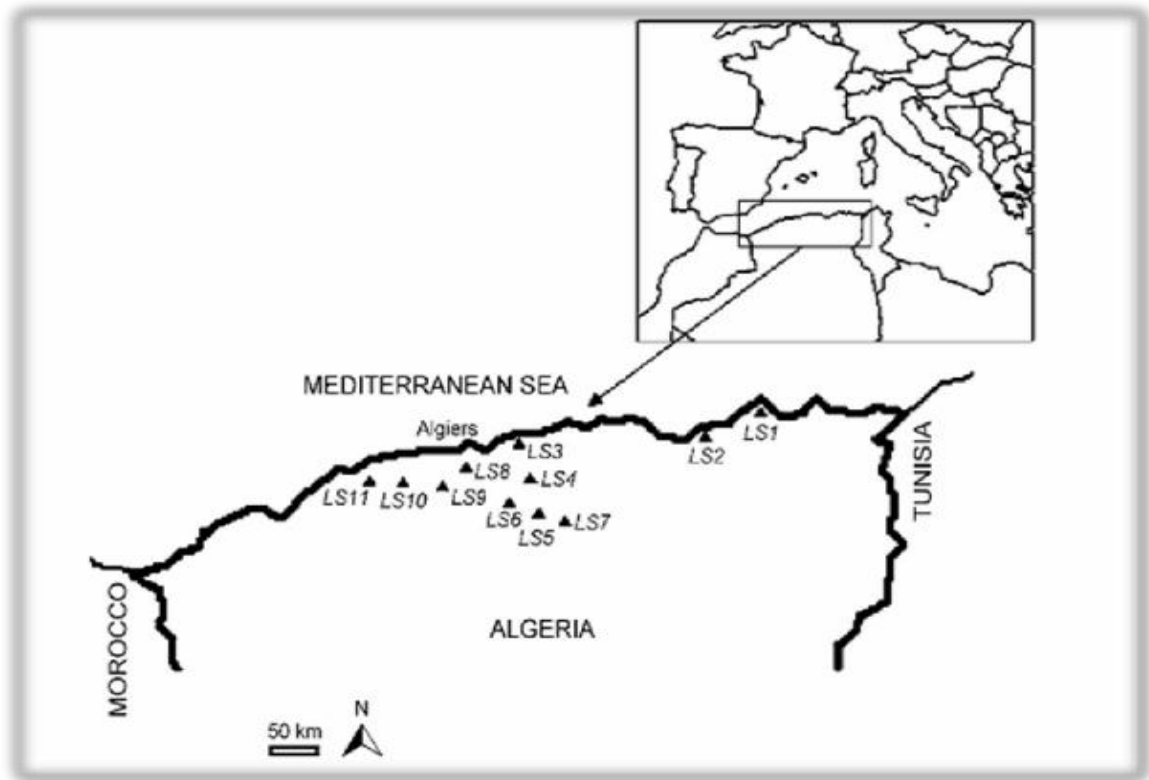 MEDITERRANEAN SEA
Algiers
LS1
LS2
LS3
LS8
LS4
LS11
LS10
LS9
LS6
LS5
LS7
TUNISIA
MOROCCO
ALGERIA
N
50 km